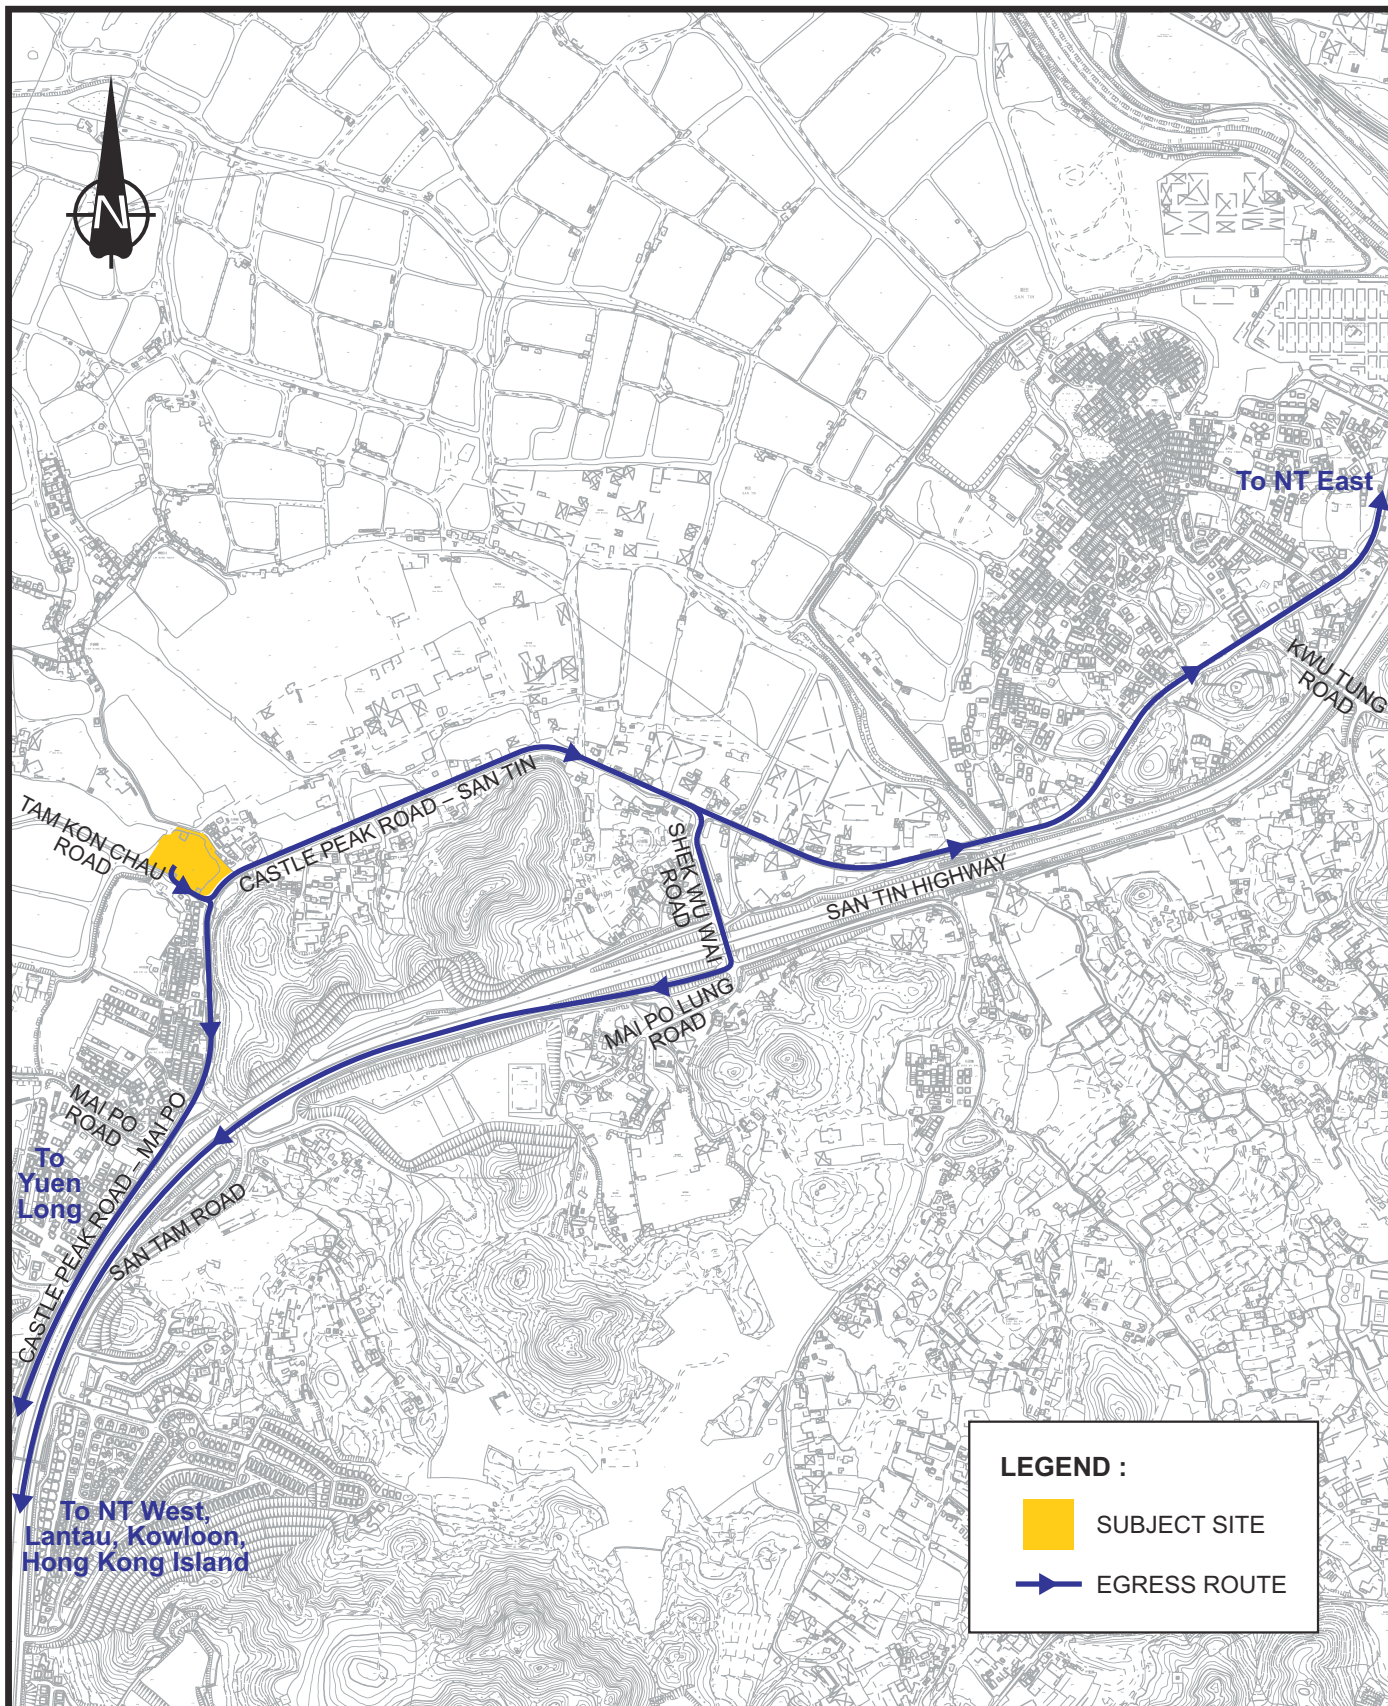 N
SAN TIN
To NT East
KWU TUNG
ROAD
TAM KON CHAU
ROAD
CASTLE PEAK ROAD – SAN TIN
SHEK WU WAI
ROAD
SAN TIN HIGHWAY
MAI PO LUNG
ROAD
MAI PO
ROAD
CASTLE PEAK ROAD – MAI PO
To
Yuen
Long
SAN TAM ROAD
To NT West,
Lantau, Kowloon,
Hong Kong Island
LEGEND :
SUBJECT SITE
EGRESS ROUTE